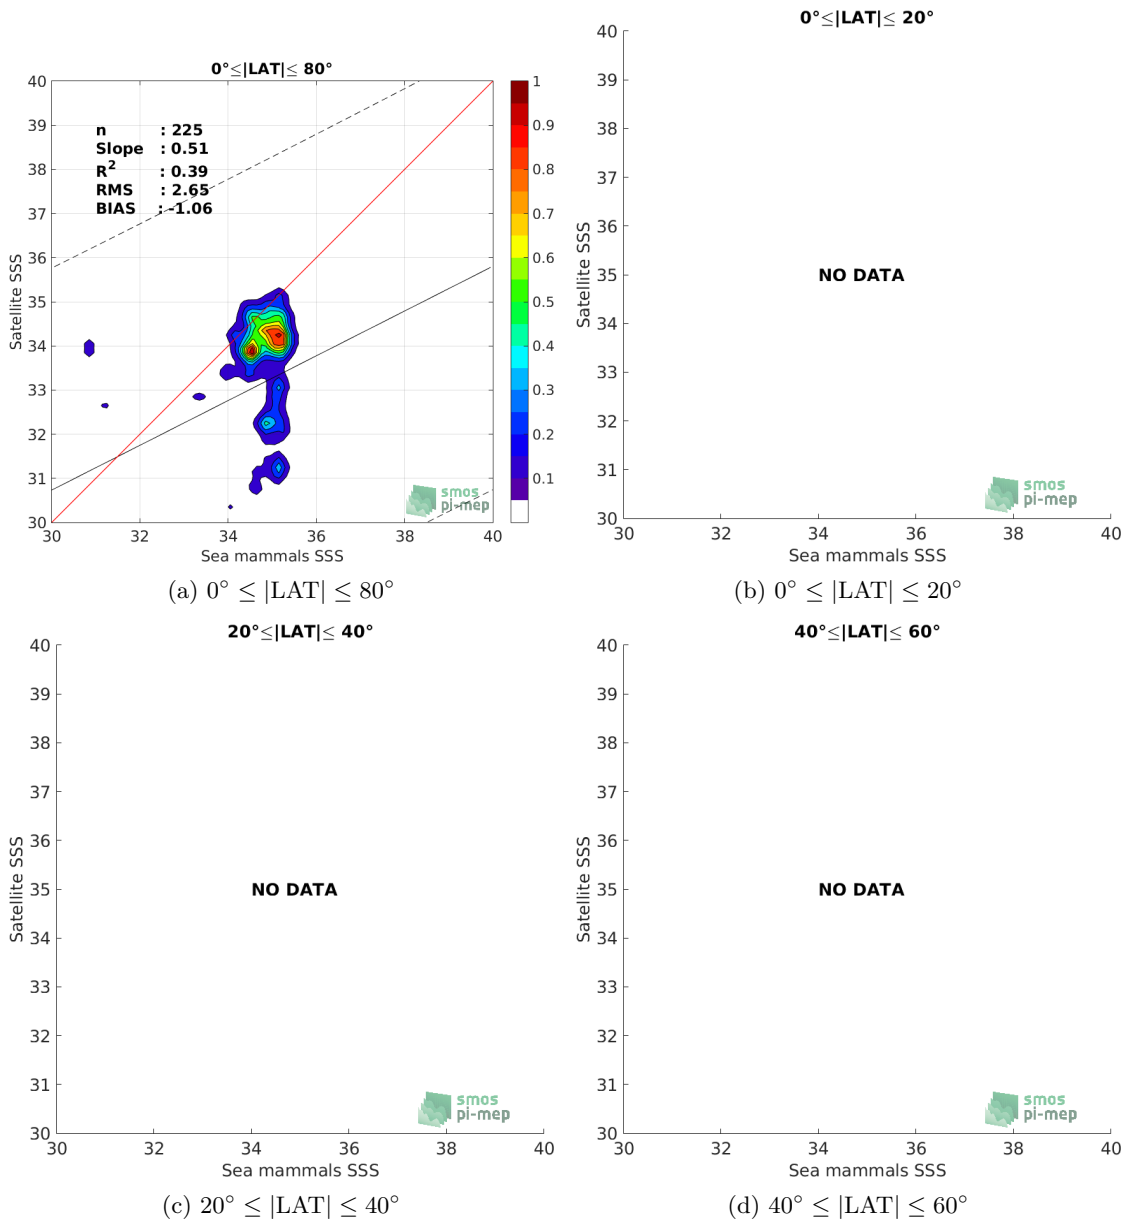 0°≤|LAT|≤ 80°
n : 225
Slope : 0.51
R² : 0.39
RMS : 2.65
BIAS : -1.06
40
39
38
37
36
35
34
33
32
31
30
Satellite SSS
30 32 34 36 38 40
Sea mammals SSS
1
0.9
0.8
0.7
0.6
0.5
0.4
0.3
0.2
0.1
smos
pi-mep
(a) 0° ≤ |LAT| ≤ 80°
0°≤|LAT|≤ 20°
40
39
38
37
36
35
34
33
32
31
30
Satellite SSS
NO DATA
smos
pi-mep
30 32 34 36 38 40
Sea mammals SSS
(b) 0° ≤ |LAT| ≤ 20°
20°≤|LAT|≤ 40°
40
39
38
37
36
35
34
33
32
31
30
Satellite SSS
NO DATA
smos
pi-mep
30 32 34 36 38 40
Sea mammals SSS
(c) 20° ≤ |LAT| ≤ 40°
40°≤|LAT|≤ 60°
40
39
38
37
36
35
34
33
32
31
30
Satellite SSS
NO DATA
smos
pi-mep
30 32 34 36 38 40
Sea mammals SSS
(d) 40° ≤ |LAT| ≤ 60°